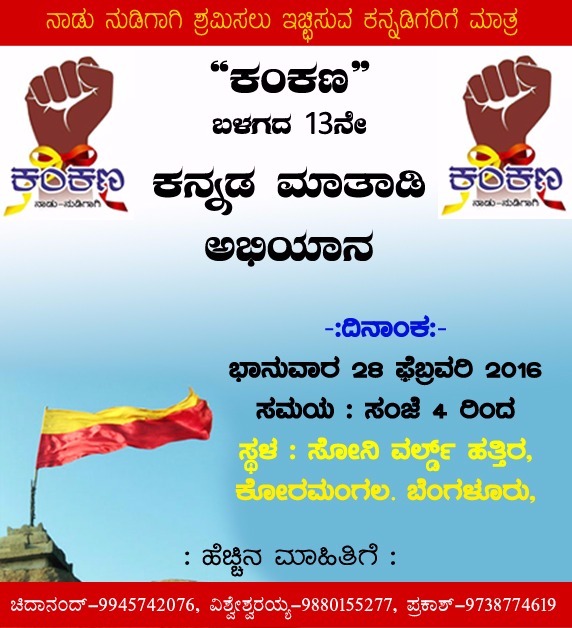 ನಾಡು ನುಡಿಗಾಗಿ ಶ್ರಮಿಸಲು ಇಚ್ಛಿಸುವ ಕನ್ನಡಿಗರಿಗೆ ಮಾತ್ರ
“ಕಂಕಣ”
ಬಳಗದ 13ನೇ
ಕನ್ನಡ ಮಾತಾಡಿ
ಅಭಿಯಾನ
ಕಂಕಣ
ನಾಡು-ನುಡಿಗಾಗಿ
ಕಂಕಣ
ನಾಡು-ನುಡಿಗಾಗಿ
-:ದಿನಾಂಕ:-
ಭಾನುವಾರ 28 ಫೆಬ್ರವರಿ 2016
ಸಮಯ : ಸಂಜೆ 4 ರಿಂದ
ಸ್ಥಳ : ಸೋನಿ ವರ್ಲ್ಡ್ ಹತ್ತಿರ,
ಕೋರಮಂಗಲ. ಬೆಂಗಳೂರು,
: ಹೆಚ್ಚಿನ ಮಾಹಿತಿಗೆ :
ಚಿದಾನಂದ್-9945742076, ವಿಶ್ವೇಶ್ವರಯ್ಯ-9880155277, ಪ್ರಕಾಶ್-9738774619